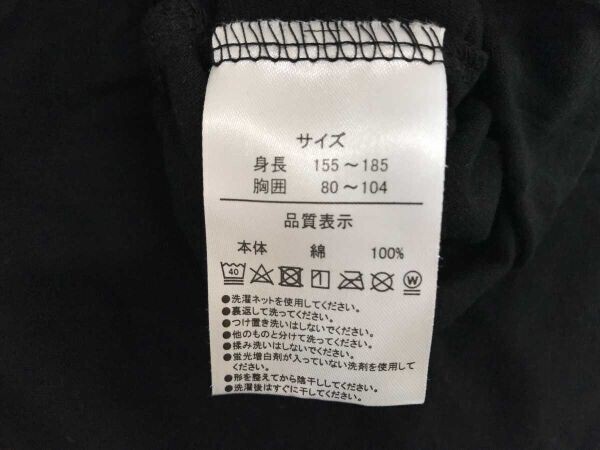 サイズ
身長 155～185
胸囲 80～104
品質表示
本体 綿 100%
40 W
●洗濯ネットを使用してください。
●裏返して洗ってください。
●つけ置き洗いはしないでください。
●他のものと分けて洗ってください。
●揉み洗いはしないでください。
●蛍光増白剤が入っていない洗剤を使用して
ください。
●形を整えてから陰干ししてください。
●洗濯後はすぐに干してください。